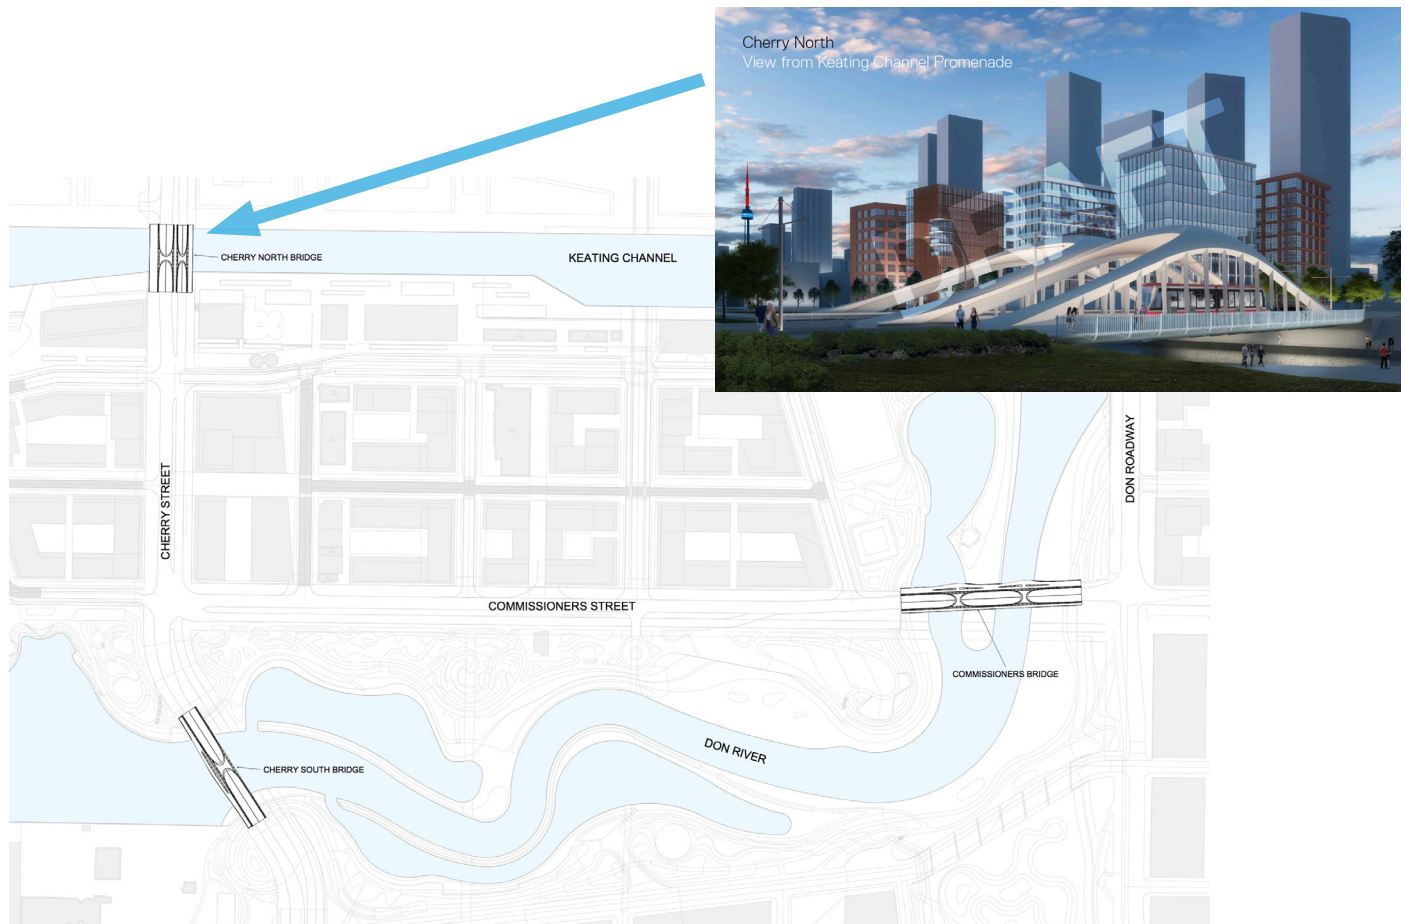 Cherry North
View from Keating Channel Promenade
DRAFT
CHERRY NORTH BRIDGE
KEATING CHANNEL
CHERRY STREET
DON ROADWAY
COMMISSIONERS STREET
COMMISSIONERS BRIDGE
DON RIVER
CHERRY SOUTH BRIDGE